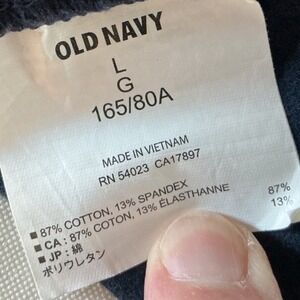 OLD NAVY
L
G
165/80A
MADE IN VIETNAM
RN 54023 CA17897
■ 87% COTTON, 13% SPANDEX
■ CA : 87% COTON, 13% ÉLASTHANNE
■ JP : 綿 87%
ポリウレタン 13%